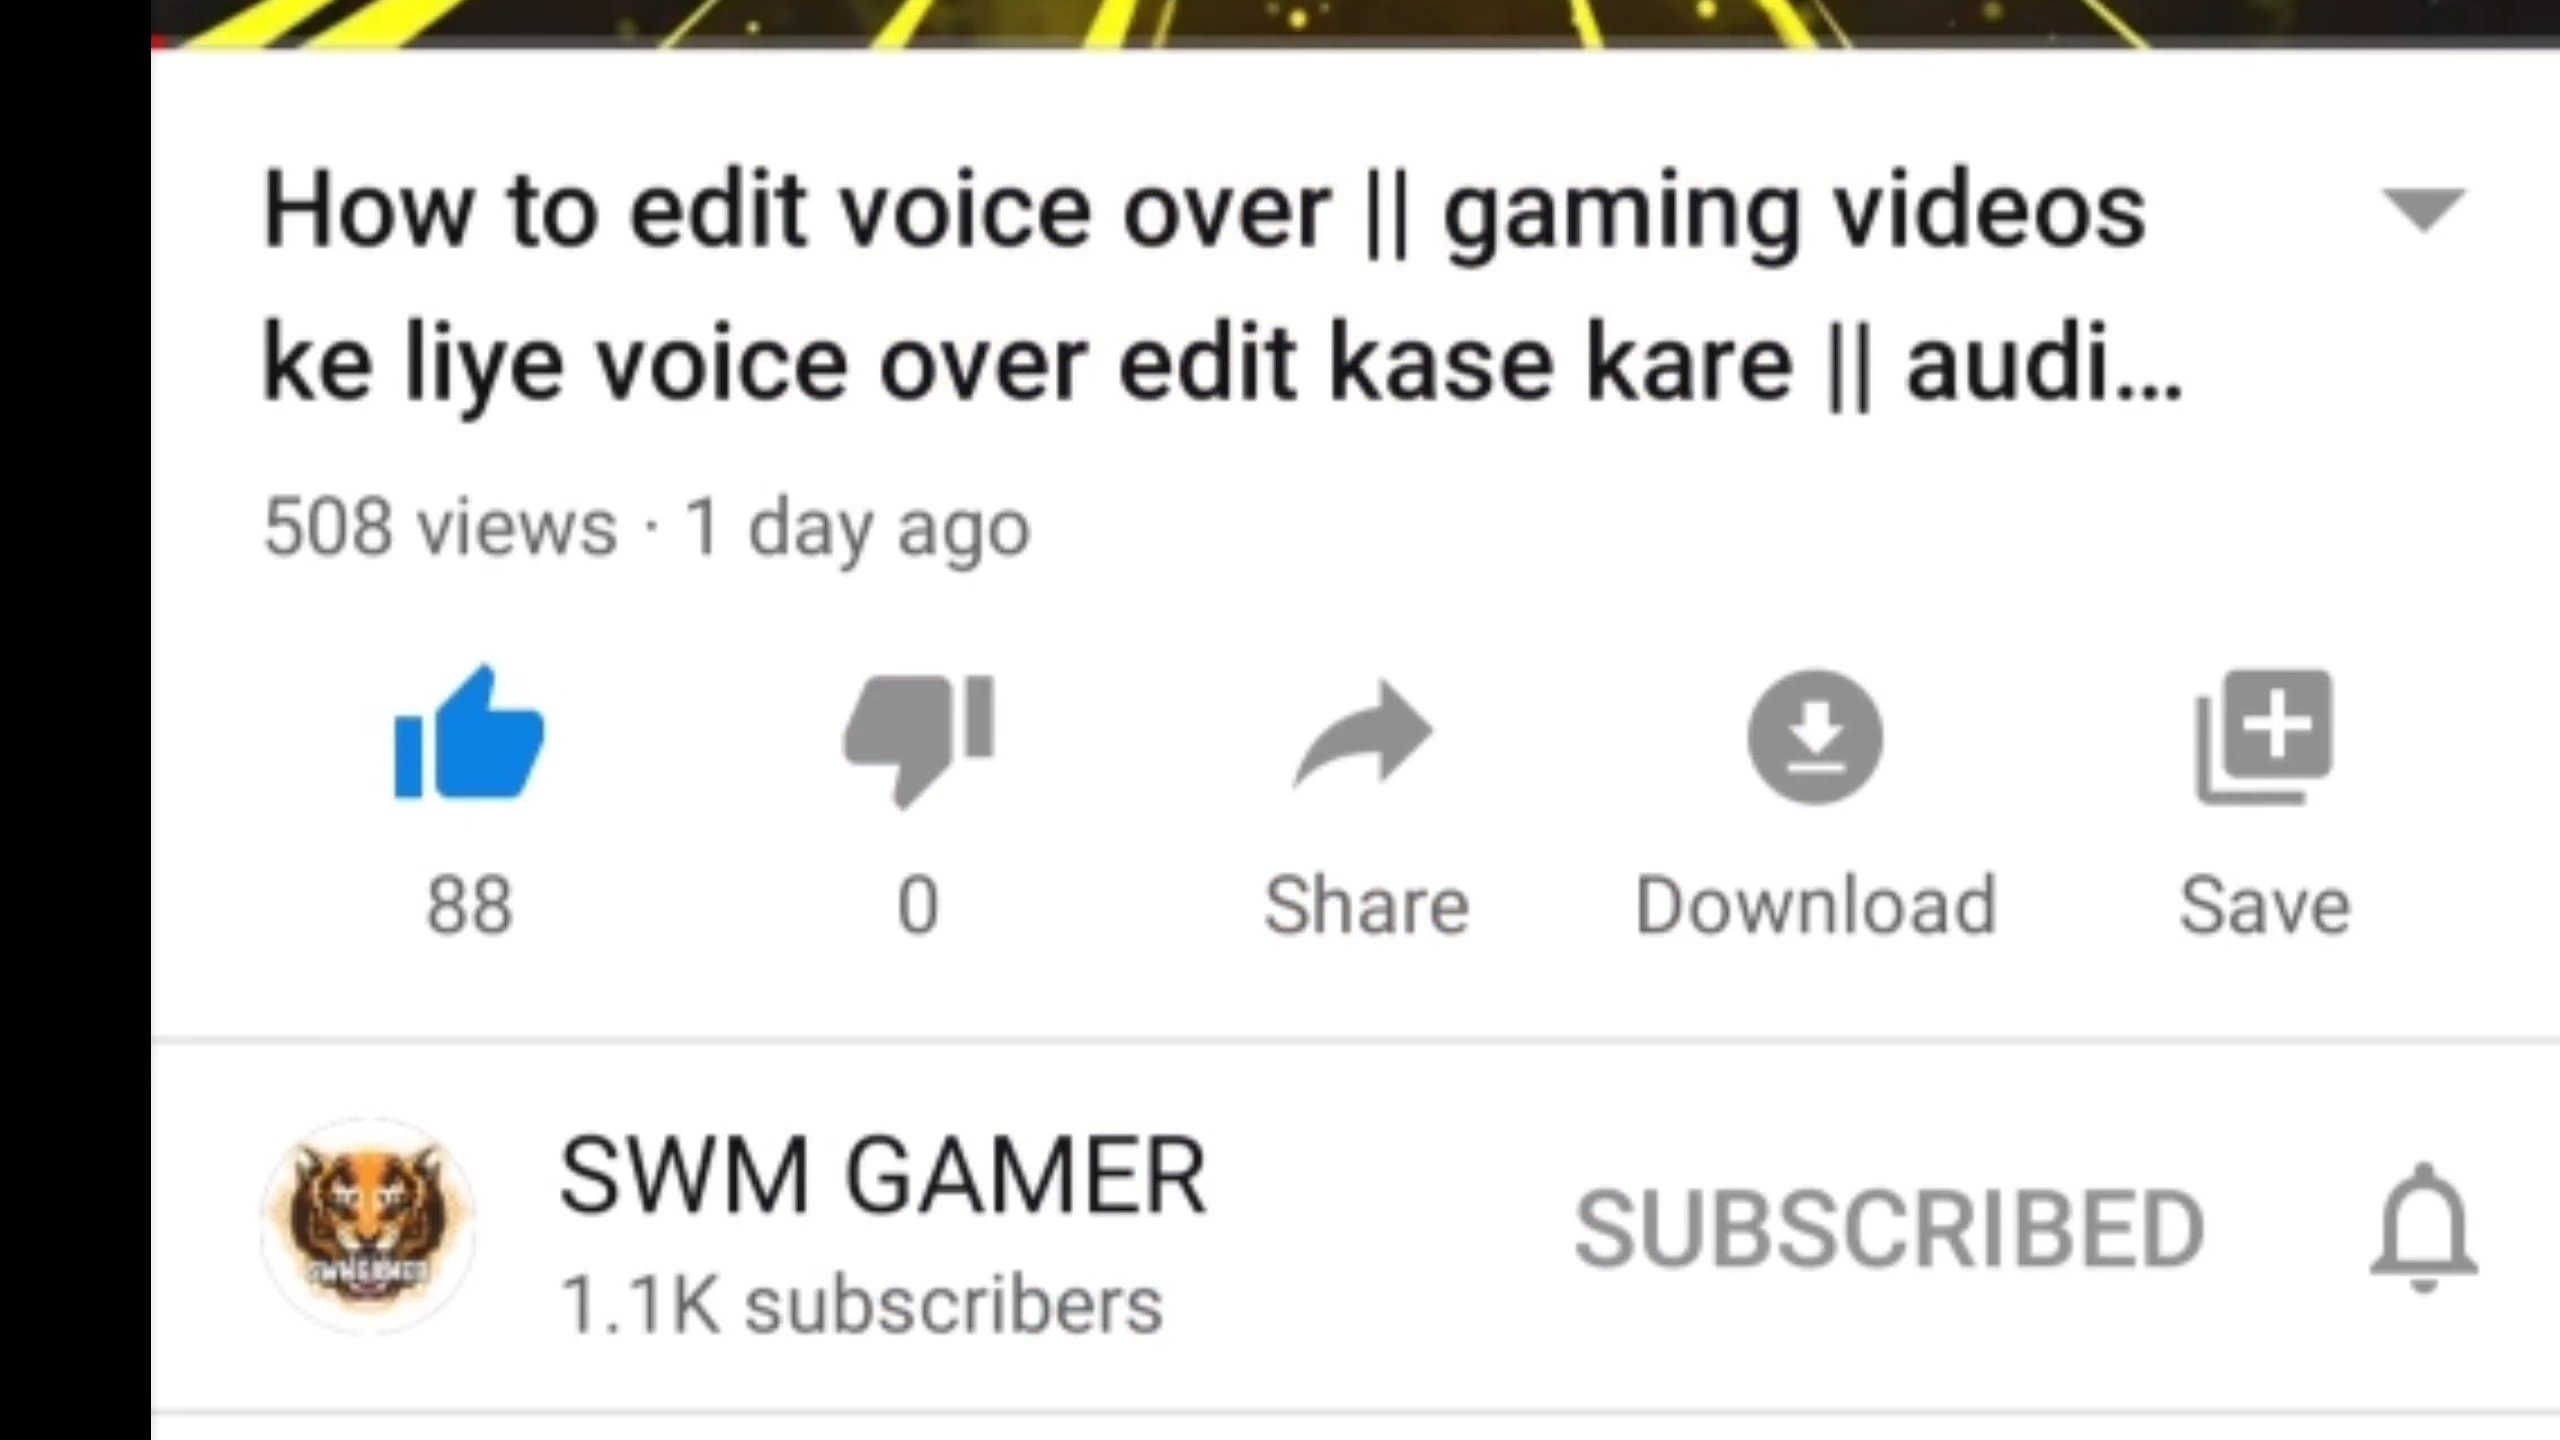 How to edit voice over || gaming videos
ke liye voice over edit kase kare || audi...
508 views · 1 day ago
88
0
Share
Download
Save
SWM GAMER
SUBSCRIBED
1.1K subscribers